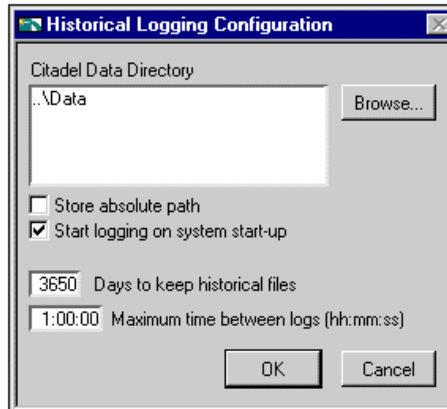 Historical Logging Configuration
Citadel Data Directory
..\Data
Browse...
Store absolute path
Start logging on system start-up
3650 Days to keep historical files
1:00:00 Maximum time between logs (hh:mm:ss)
OK Cancel